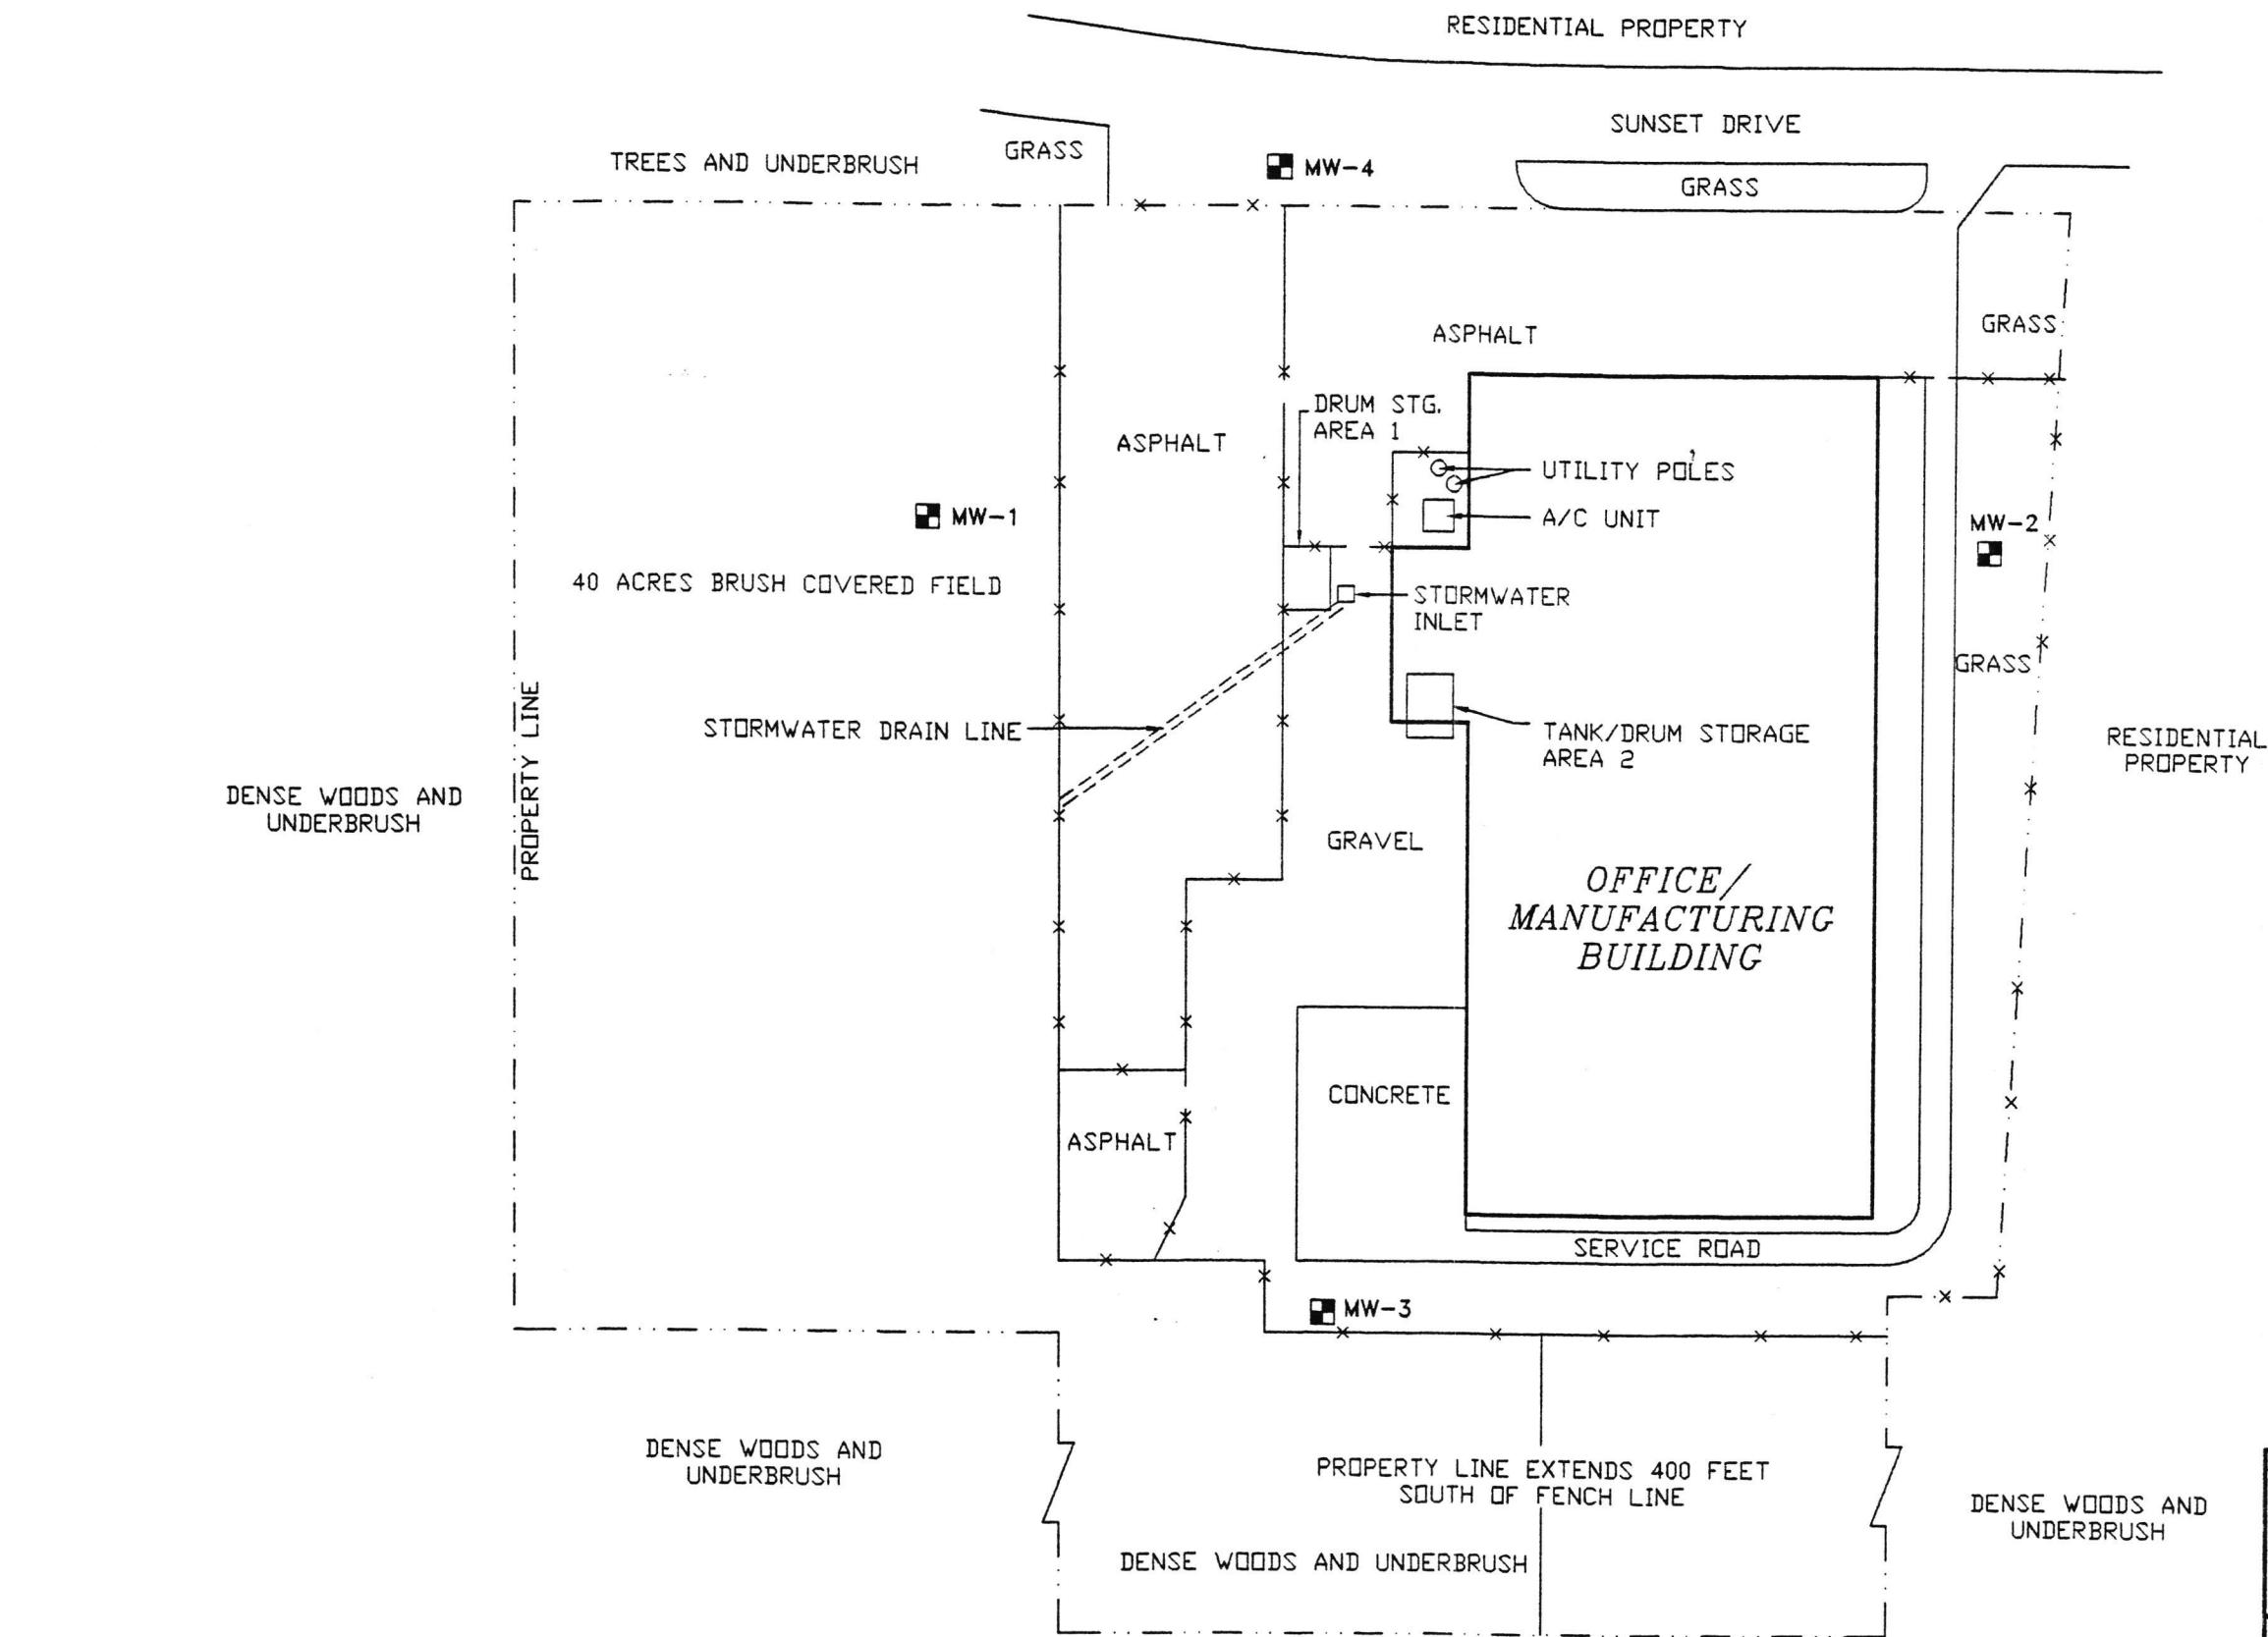 RESIDENTIAL PROPERTY
SUNSET DRIVE
GRASS
TREES AND UNDERBRUSH
MW-4
GRASS
GRASS
ASPHALT
DRUM STG.
AREA 1
ASPHALT
UTILITY POLES
A/C UNIT
MW-1
MW-2
40 ACRES BRUSH COVERED FIELD
STORMWATER
INLET
GRASS
PROPERTY LINE
STORMWATER DRAIN LINE
TANK/DRUM STORAGE
AREA 2
RESIDENTIAL
PROPERTY
DENSE WOODS AND
UNDERBRUSH
GRAVEL
OFFICE/
MANUFACTURING
BUILDING
CONCRETE
ASPHALT
SERVICE ROAD
MW-3
DENSE WOODS AND
UNDERBRUSH
PROPERTY LINE EXTENDS 400 FEET
SOUTH OF FENCH LINE
DENSE WOODS AND
UNDERBRUSH
DENSE WOODS AND UNDERBRUSH